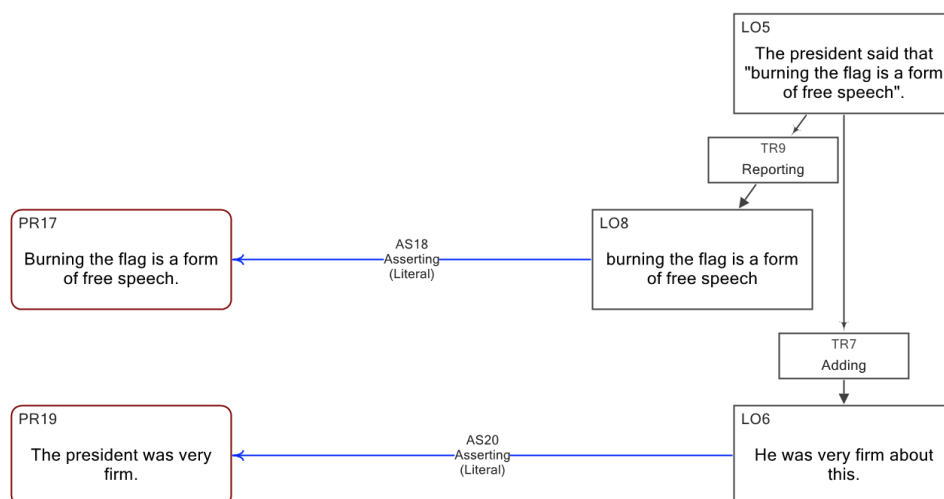 LO5
The president said that
"burning the flag is a form
of free speech".
TR9
Reporting
PR17
Burning the flag is a form
of free speech.
AS18
Asserting
(Literal)
LO8
burning the flag is a form
of free speech
TR7
Adding
PR19
The president was very
firm.
AS20
Asserting
(Literal)
LO6
He was very firm about
this.